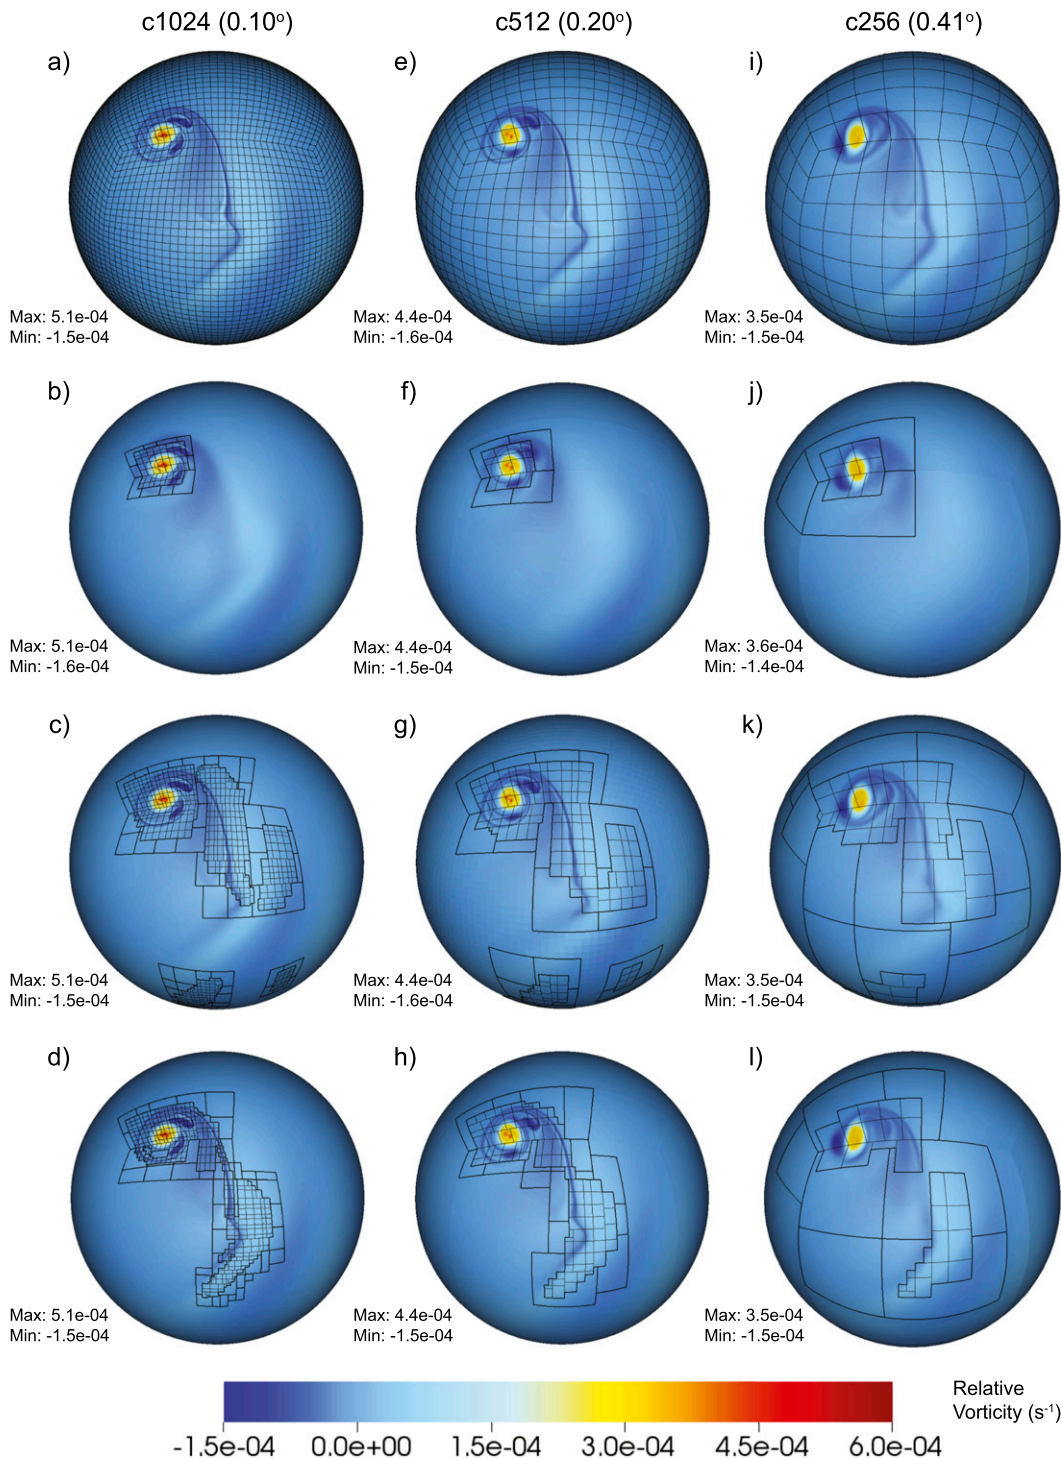 c1024 (0.10º) c512 (0.20º) c256 (0.41º)
a) e) i)
Max: 5.1e-04 Max: 4.4e-04 Max: 3.5e-04
Min: -1.5e-04 Min: -1.6e-04 Min: -1.5e-04
b) f) j)
Max: 5.1e-04 Max: 4.4e-04 Max: 3.6e-04
Min: -1.6e-04 Min: -1.5e-04 Min: -1.4e-04
c) g) k)
Max: 5.1e-04 Max: 4.4e-04 Max: 3.5e-04
Min: -1.5e-04 Min: -1.6e-04 Min: -1.5e-04
d) h) l)
Max: 5.1e-04 Max: 4.4e-04 Max: 3.5e-04
Min: -1.5e-04 Min: -1.5e-04 Min: -1.5e-04
Relative
Vorticity (s⁻¹)
-1.5e-04 0.0e+00 1.5e-04 3.0e-04 4.5e-04 6.0e-04